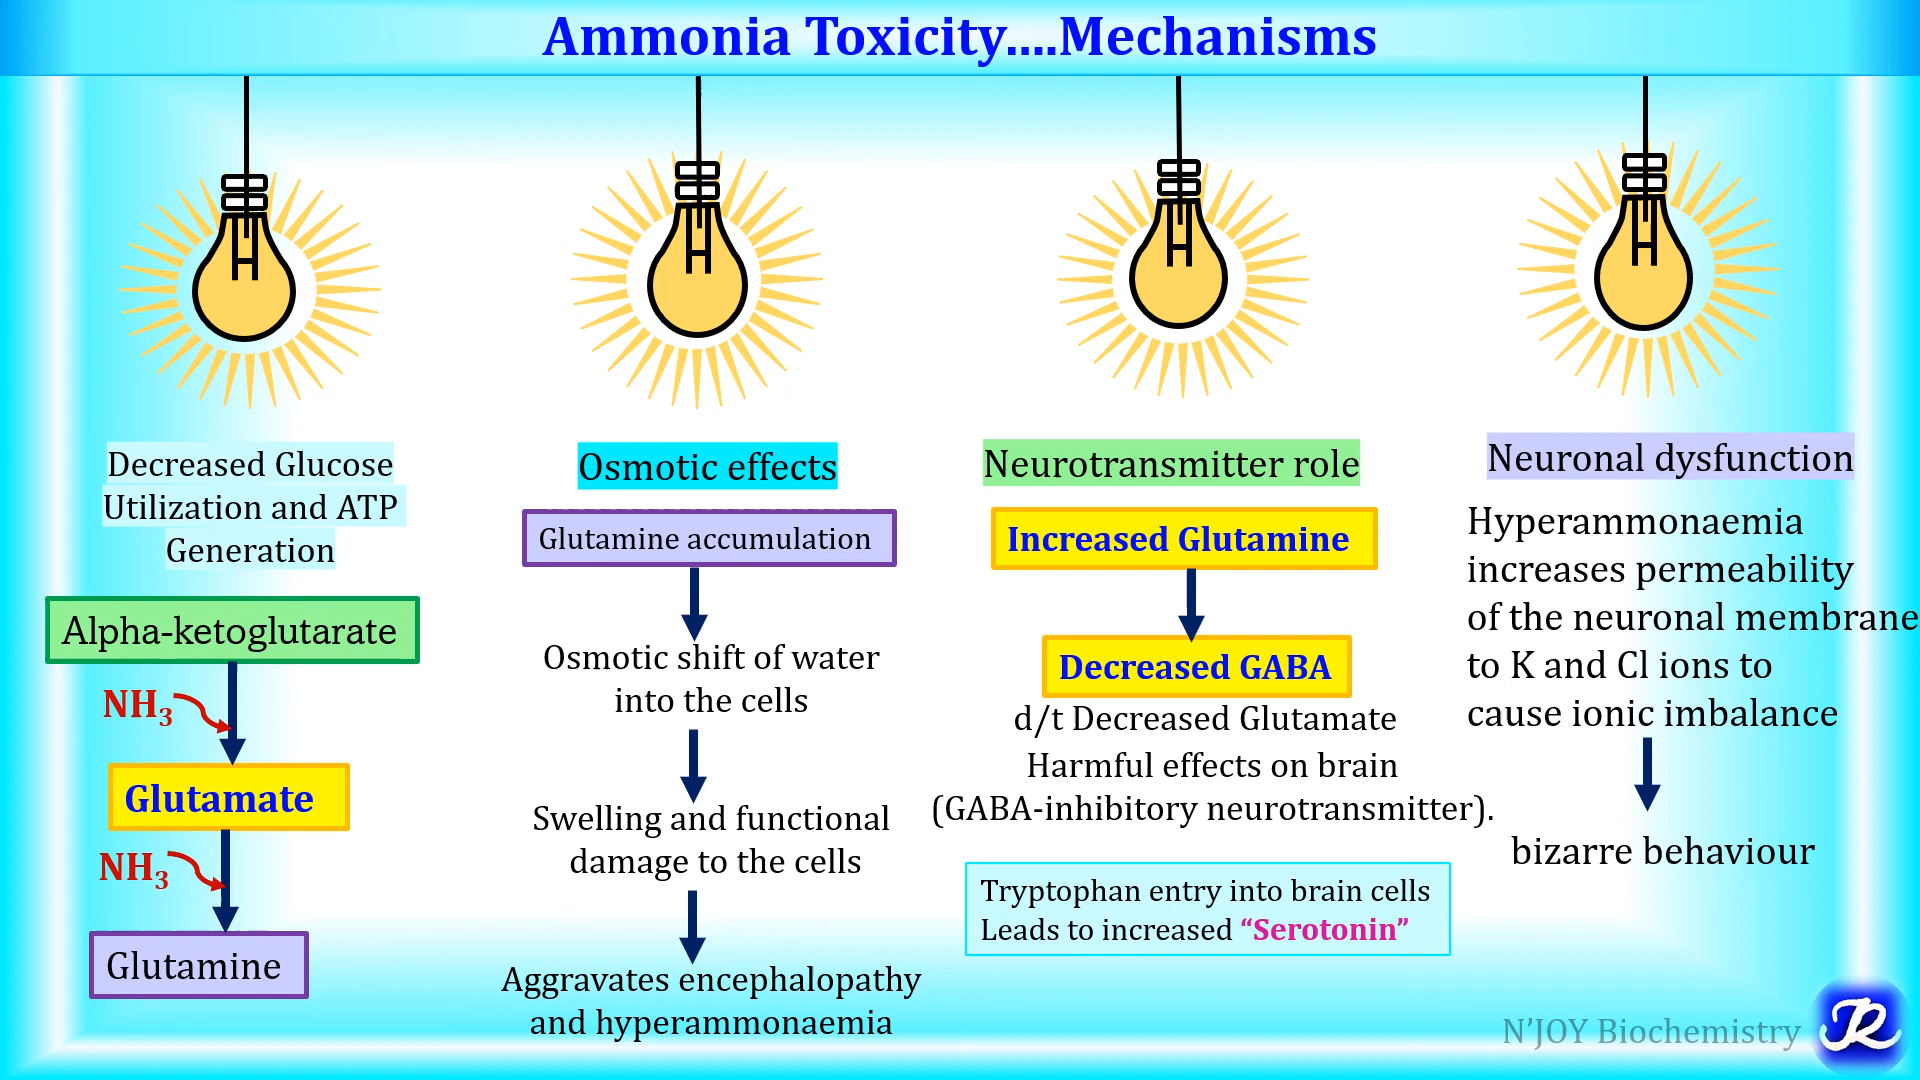 Ammonia Toxicity....Mechanisms
Decreased Glucose
Utilization and ATP
Generation
Alpha-ketoglutarate
NH₃
Glutamate
NH₃
Glutamine
Osmotic effects
Glutamine accumulation
Osmotic shift of water
into the cells
Swelling and functional
damage to the cells
Aggravates encephalopathy
and hyperammonaemia
Neurotransmitter role
Increased Glutamine
Decreased GABA
d/t Decreased Glutamate
Harmful effects on brain
(GABA-inhibitory neurotransmitter).
Tryptophan entry into brain cells
Leads to increased “Serotonin”
Neuronal dysfunction
Hyperammonaemia
increases permeability
of the neuronal membrane
to K and Cl ions to
cause ionic imbalance
bizarre behaviour
N’JOY Biochemistry